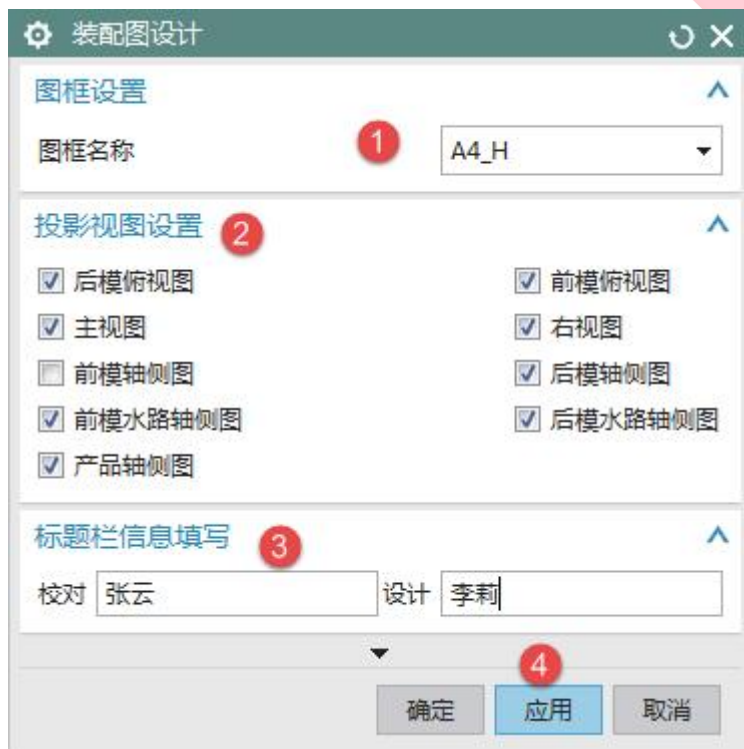 装配图设计
图框设置
图框名称 1 A4_H
投影视图设置 2
后模俯视图 前模俯视图
主视图 右视图
前模轴侧图 后模轴侧图
前模水路轴侧图 后模水路轴侧图
产品轴侧图
标题栏信息填写 3
校对 张云 设计 李莉
4
确定 应用 取消